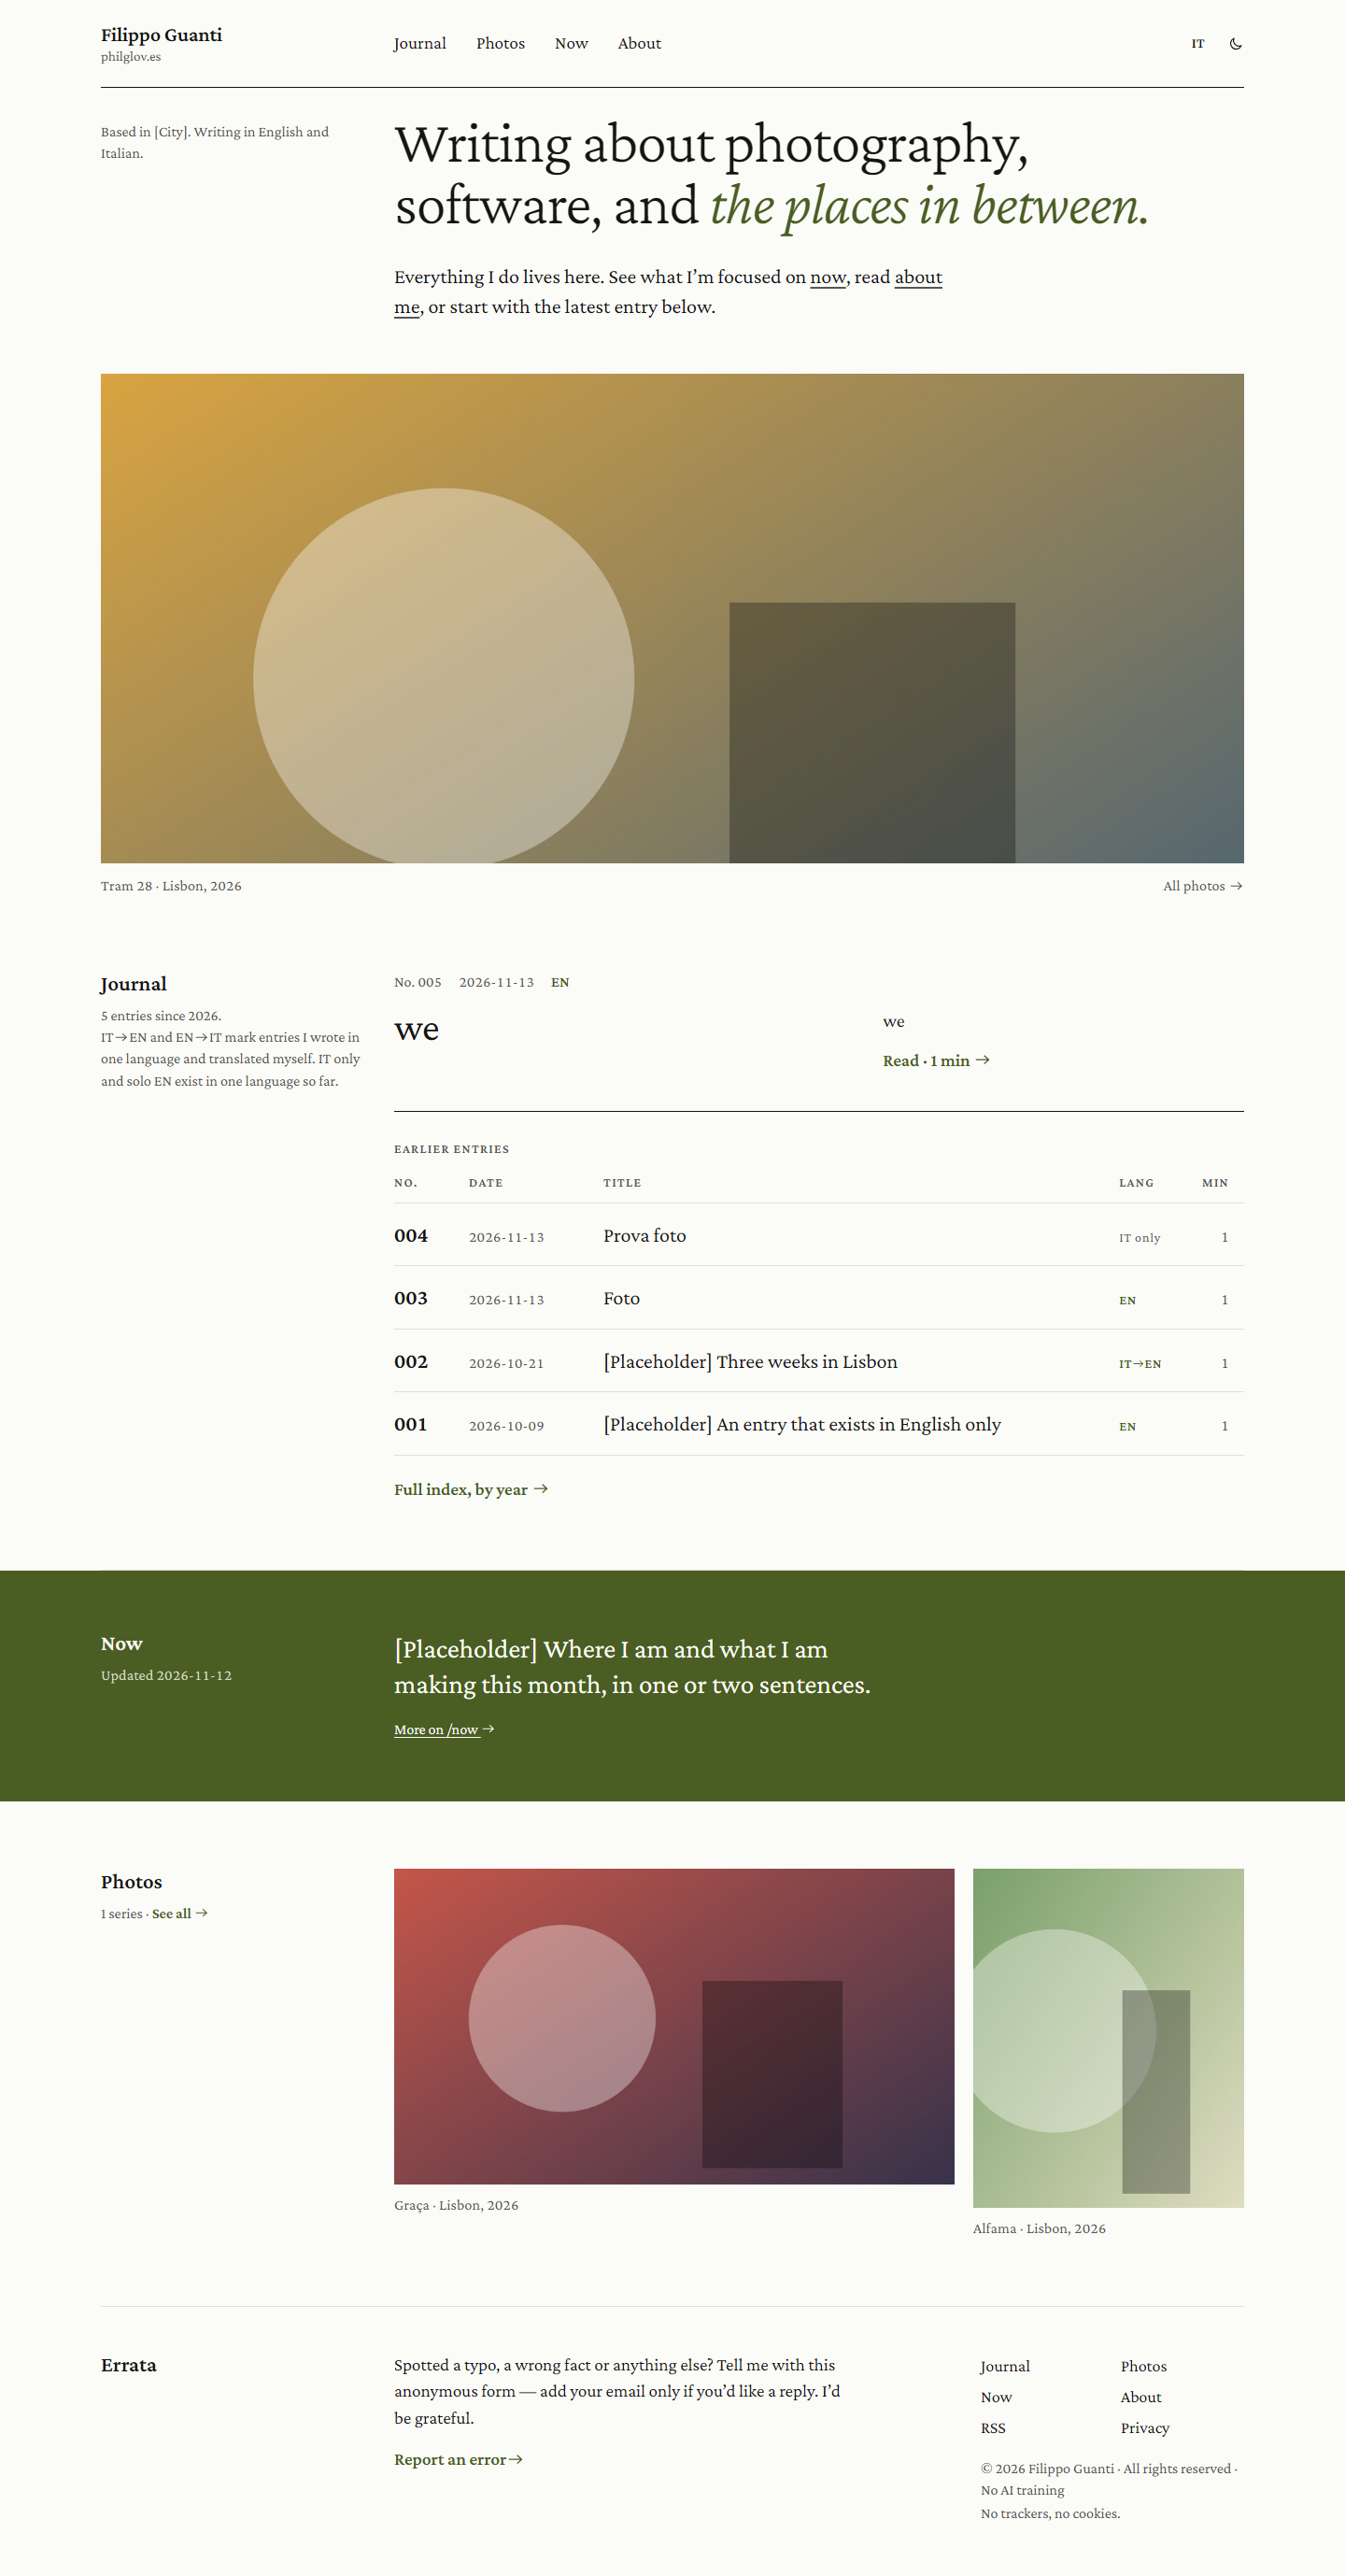 Filippo Guanti
philglov.es
Journal Photos Now About
IT
Based in [City]. Writing in English and
Italian.
Writing about photography,
software, and the places in between.
Everything I do lives here. See what I’m focused on now, read about
me, or start with the latest entry below.
Tram 28 · Lisbon, 2026
All photos →
Journal
5 entries since 2026.
IT→EN and EN→IT mark entries I wrote in
one language and translated myself. IT only
and solo EN exist in one language so far.
No. 005 2026-11-13 EN
we
we
Read · 1 min →
EARLIER ENTRIES
NO. DATE TITLE LANG MIN
004 2026-11-13 Prova foto IT only 1
003 2026-11-13 Foto EN 1
002 2026-10-21 [Placeholder] Three weeks in Lisbon IT→EN 1
001 2026-10-09 [Placeholder] An entry that exists in English only EN 1
Full index, by year →
Now
Updated 2026-11-12
[Placeholder] Where I am and what I am
making this month, in one or two sentences.
More on /now →
Photos
1 series · See all →
Graça · Lisbon, 2026
Alfama · Lisbon, 2026
Errata
Spotted a typo, a wrong fact or anything else? Tell me with this
anonymous form — add your email only if you’d like a reply. I’d
be grateful.
Report an error→
Journal Photos
Now About
RSS Privacy
© 2026 Filippo Guanti · All rights reserved ·
No AI training
No trackers, no cookies.